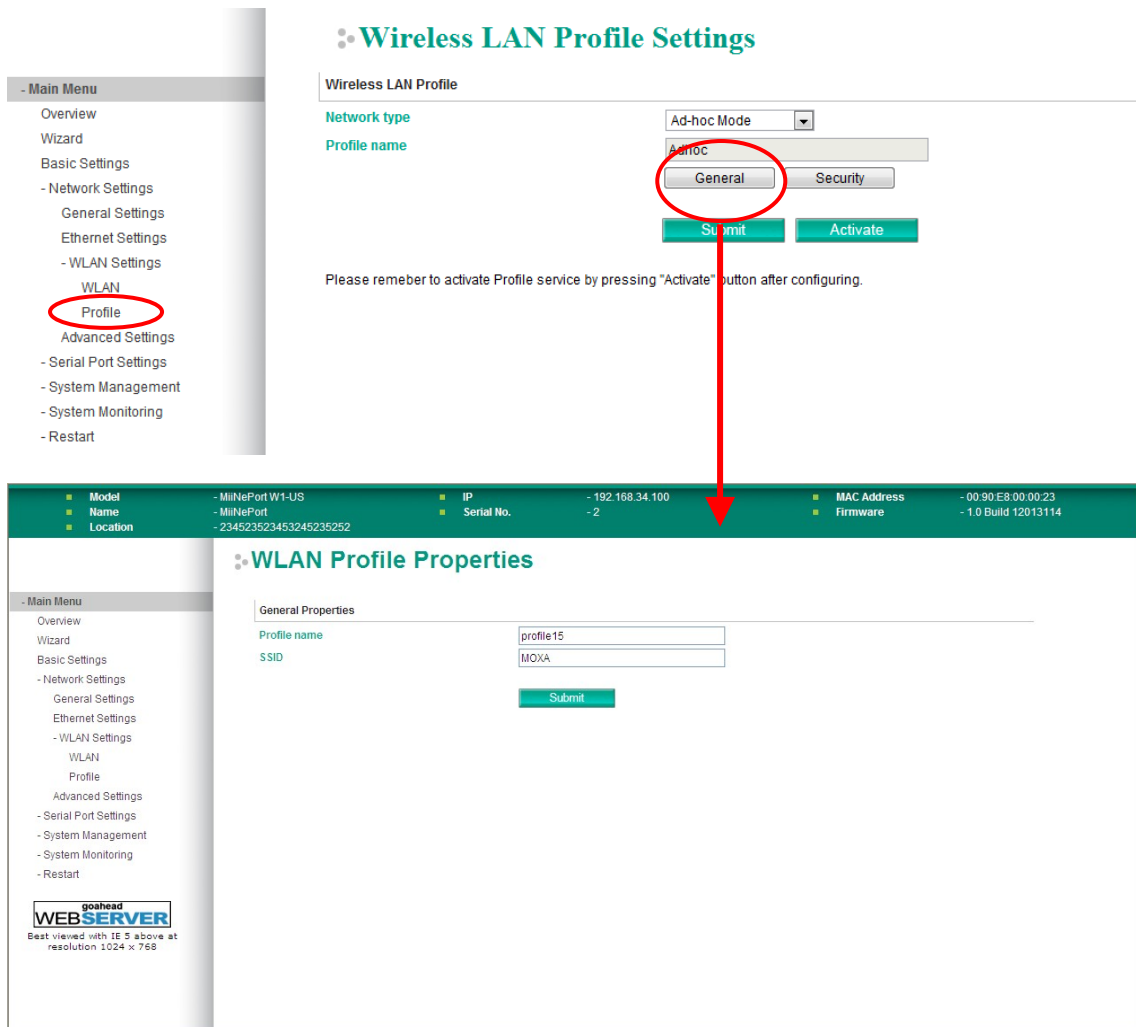 Wireless LAN Profile Settings
- Main Menu
Overview
Wizard
Basic Settings
- Network Settings
General Settings
Ethernet Settings
- WLAN Settings
WLAN
Profile
Advanced Settings
- Serial Port Settings
- System Management
- System Monitoring
- Restart
Wireless LAN Profile
Network type Ad-hoc Mode
Profile name Adhoc
General Security
Submit Activate
Please remeber to activate Profile service by pressing "Activate" button after configuring.
Model - MiiNePort W1-US IP - 192.168.34.100 MAC Address - 00:90:E8:00:00:23
Name - MiiNePort Serial No. - 2 Firmware - 1.0 Build 12013114
Location - 234523523453245235252
WLAN Profile Properties
- Main Menu
Overview
Wizard
Basic Settings
- Network Settings
General Settings
Ethernet Settings
- WLAN Settings
WLAN
Profile
Advanced Settings
- Serial Port Settings
- System Management
- System Monitoring
- Restart
goahead
WEBSERVER
Best viewed with IE 5 above at
resolution 1024 x 768
General Properties
Profile name profile15
SSID MOXA
Submit